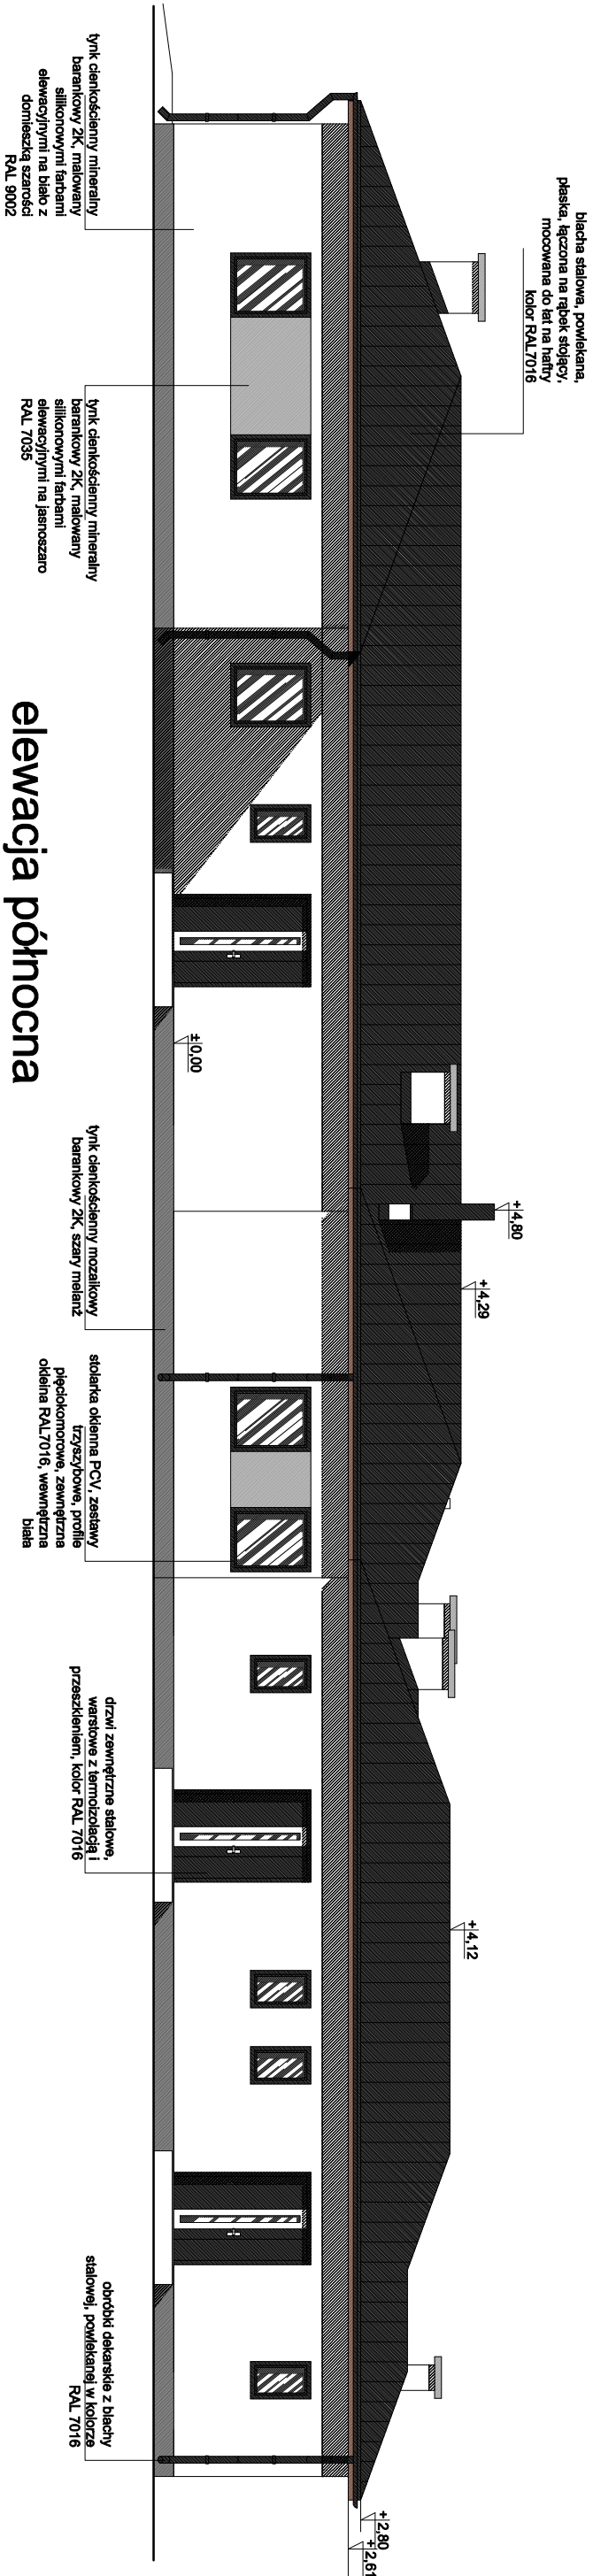 blacha stalowa, powlekana,
płaska, łączona na rąbek stojący,
mocowana do łat na haftry
kolor RAL7016
+4,80
+4,29
+4,12
+2,80
+2,61
±0,00
tynk cienkościenny mineralny
barankowy 2K, malowany
silikonowymi farbami
elewacyjnymi na biało z
domieszką szarości
RAL 9002
tynk cienkościenny mineralny
barankowy 2K, malowany
silikonowymi farbami
elewacyjnymi na jasnoszaro
RAL 7035
tynk cienkościenny mozaikowy
barankowy 2K, szary melanż
stolarka okienna PCV, zestawy
trzyszybowe, profile
pięciokomorowe, zewnętrzna
okleina RAL7016, wewnętrzna
biała
drzwi zewnętrzne stalowe,
warstowe z termoizolacją i
przeszkleniem, kolor RAL 7016
obróbki dekarskie z blachy
stalowej, powlekanej w kolorze
RAL 7016
elewacja północna